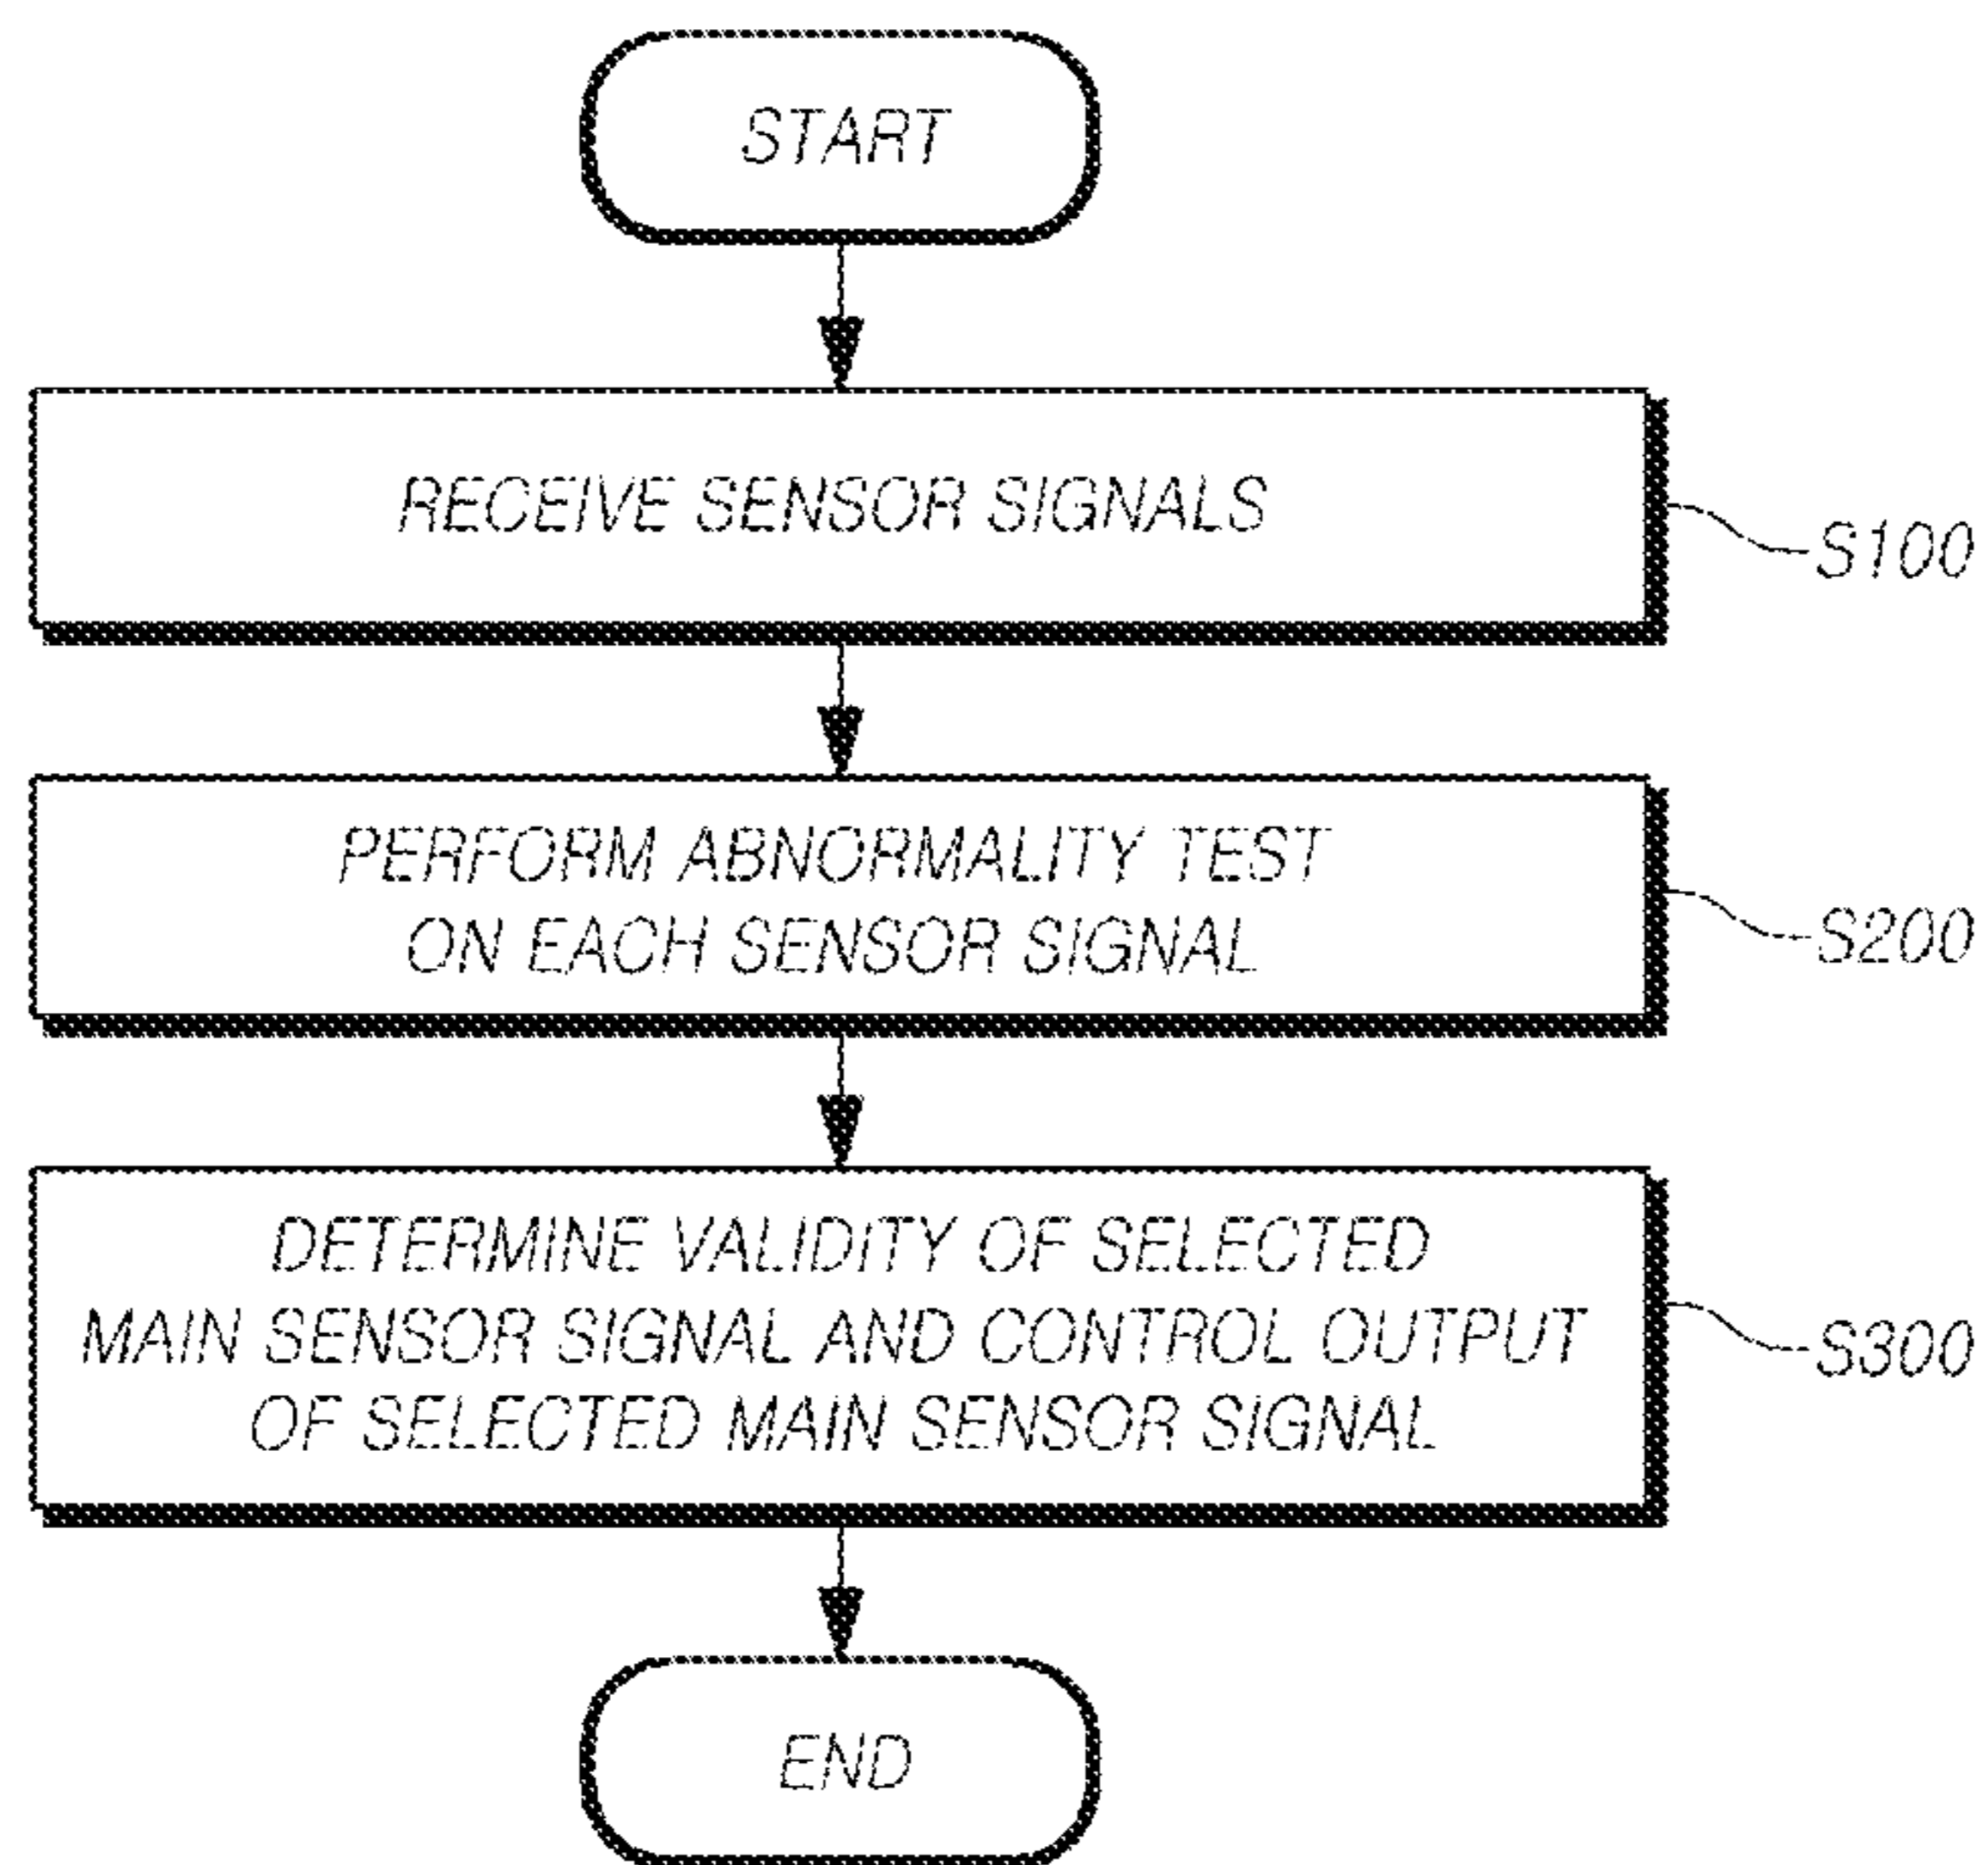 START
RECEIVE SENSOR SIGNALS
S100
PERFORM ABNORMALITY TEST
ON EACH SENSOR SIGNAL
S200
DETERMINE VALIDITY OF SELECTED
MAIN SENSOR SIGNAL AND CONTROL OUTPUT
OF SELECTED MAIN SENSOR SIGNAL
S300
END